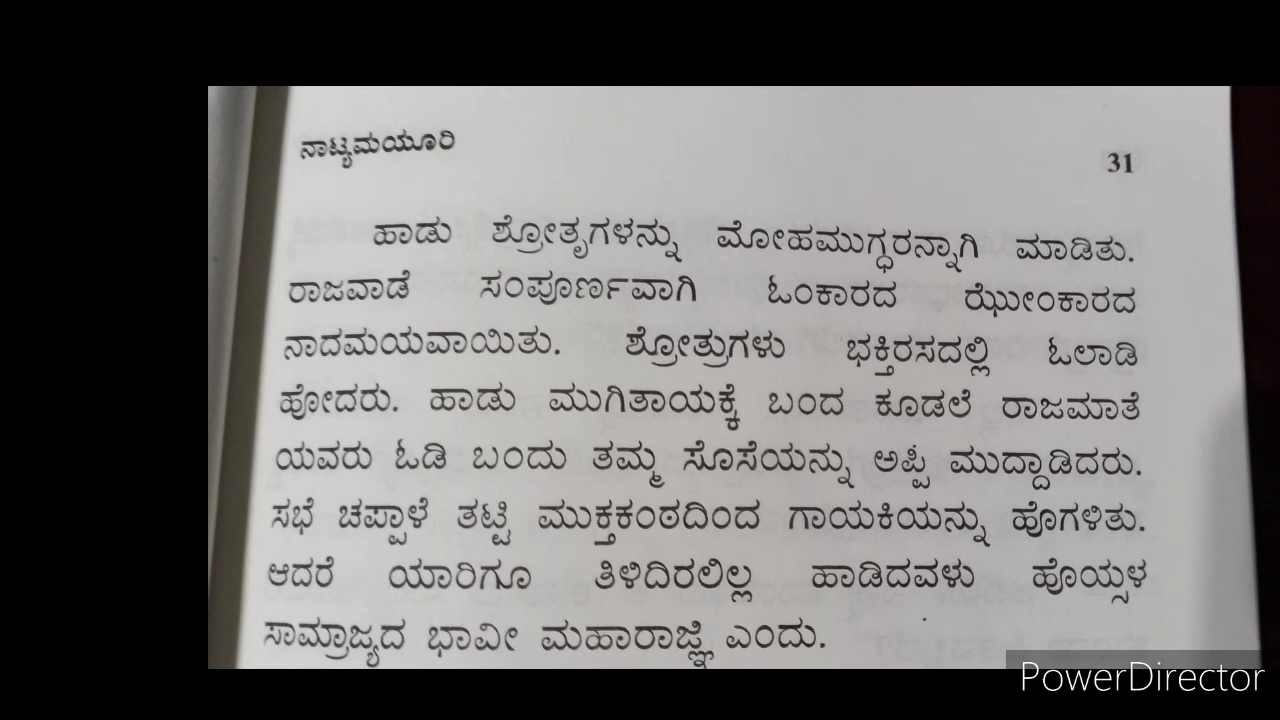 ನಾಟ್ಯಮಯೂರಿ
31
ಹಾಡು ಶ್ರೋತೃಗಳನ್ನು ಮೋಹಮುಗ್ಧರನ್ನಾಗಿ ಮಾಡಿತು.
ರಾಜವಾಡೆ ಸಂಪೂರ್ಣವಾಗಿ ಓಂಕಾರದ ಝೇಂಕಾರದ
ನಾದಮಯವಾಯಿತು. ಶ್ರೋತ್ರುಗಳು ಭಕ್ತಿರಸದಲ್ಲಿ ಓಲಾಡಿ
ಹೋದರು. ಹಾಡು ಮುಗಿತಾಯಕ್ಕೆ ಬಂದ ಕೂಡಲೆ ರಾಜಮಾತೆ
ಯವರು ಓಡಿ ಬಂದು ತಮ್ಮ ಸೊಸೆಯನ್ನು ಅಪ್ಪಿ ಮುದ್ದಾಡಿದರು.
ಸಭೆ ಚಪ್ಪಾಳೆ ತಟ್ಟಿ ಮುಕ್ತಕಂಠದಿಂದ ಗಾಯಕಿಯನ್ನು ಹೊಗಳಿತು.
ಆದರೆ ಯಾರಿಗೂ ತಿಳಿದಿರಲಿಲ್ಲ ಹಾಡಿದವಳು ಹೊಯ್ಸಳ
ಸಾಮ್ರಾಜ್ಯದ ಭಾವೀ ಮಹಾರಾಜ್ಞಿ ಎಂದು.
PowerDirector